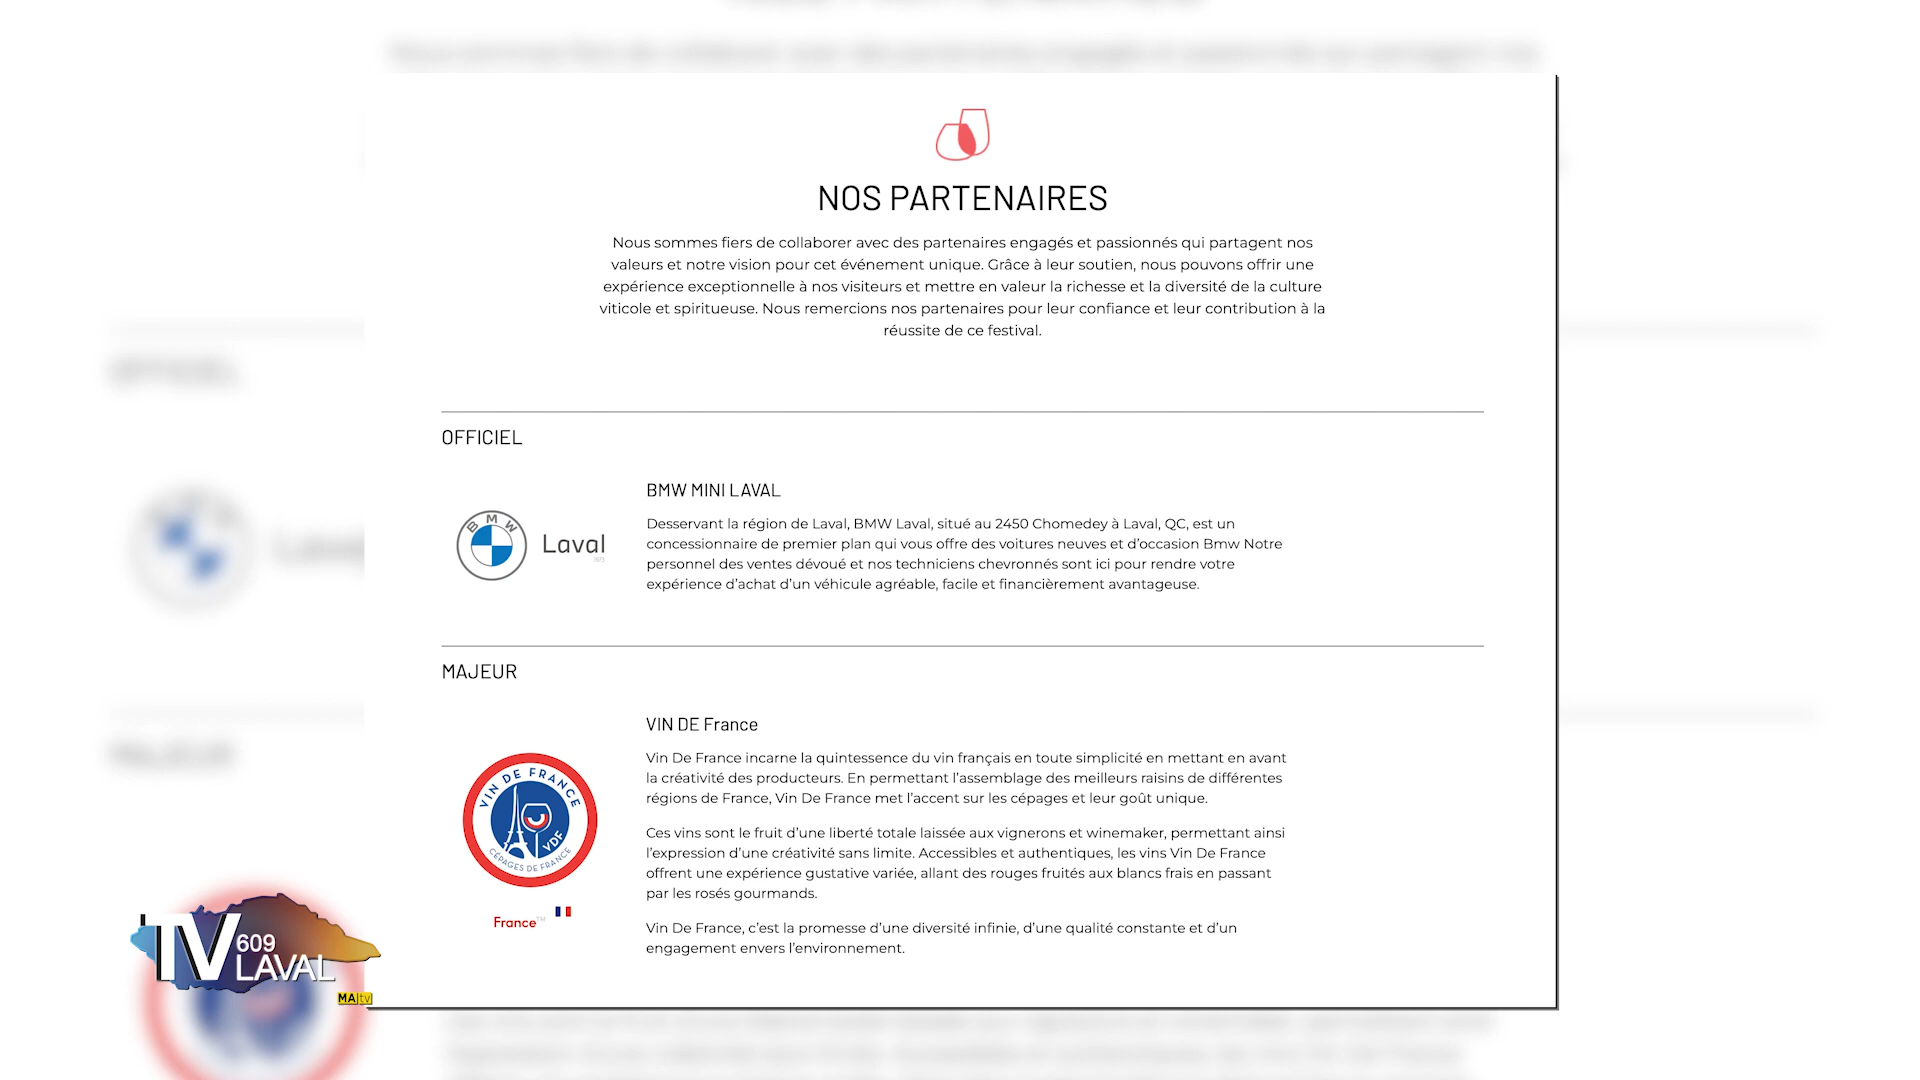 NOS PARTENAIRES
Nous sommes fiers de collaborer avec des partenaires engagés et passionnés qui partagent nos
valeurs et notre vision pour cet événement unique. Grâce à leur soutien, nous pouvons offrir une
expérience exceptionnelle à nos visiteurs et mettre en valeur la richesse et la diversité de la culture
viticole et spiritueuse. Nous remercions nos partenaires pour leur confiance et leur contribution à la
réussite de ce festival.
OFFICIEL
BMW
Laval
BMW MINI LAVAL
Desservant la région de Laval, BMW Laval, situé au 2450 Chomedey à Laval, QC, est un
concessionnaire de premier plan qui vous offre des voitures neuves et d’occasion Bmw Notre
personnel des ventes dévoué et nos techniciens chevronnés sont ici pour rendre votre
expérience d’achat d’un véhicule agréable, facile et financièrement avantageuse.
MAJEUR
VIN DE FRANCE
VDF
CÉPAGES DE FRANCE
France™
VIN DE France
Vin De France incarne la quintessence du vin français en toute simplicité en mettant en avant
la créativité des producteurs. En permettant l’assemblage des meilleurs raisins de différentes
régions de France, Vin De France met l’accent sur les cépages et leur goût unique.
Ces vins sont le fruit d’une liberté totale laissée aux vignerons et winemaker, permettant ainsi
l’expression d’une créativité sans limite. Accessibles et authentiques, les vins Vin De France
offrent une expérience gustative variée, allant des rouges fruités aux blancs frais en passant
par les rosés gourmands.
Vin De France, c’est la promesse d’une diversité infinie, d’une qualité constante et d’un
engagement envers l’environnement.
TV 609
LAVAL
MAtv